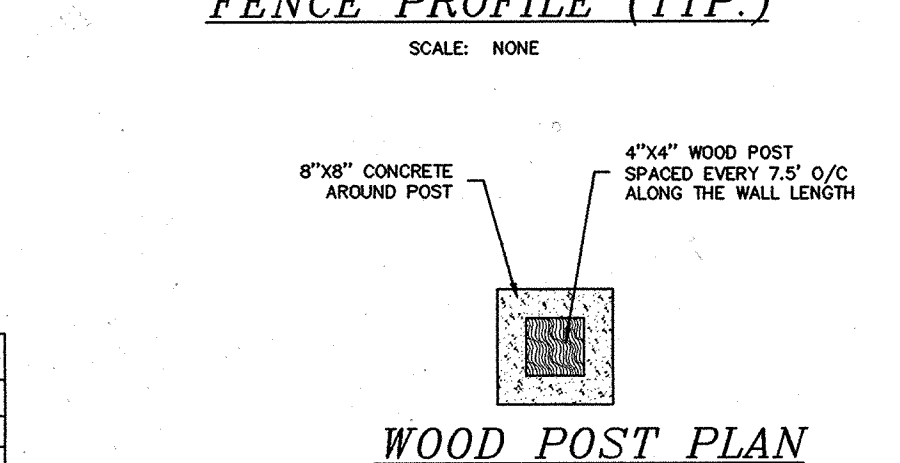 FENCE PROFILE (TYP.)
SCALE: NONE
8"X8" CONCRETE
AROUND POST
4"X4" WOOD POST
SPACED EVERY 7.5' O/C
ALONG THE WALL LENGTH
WOOD POST PLAN